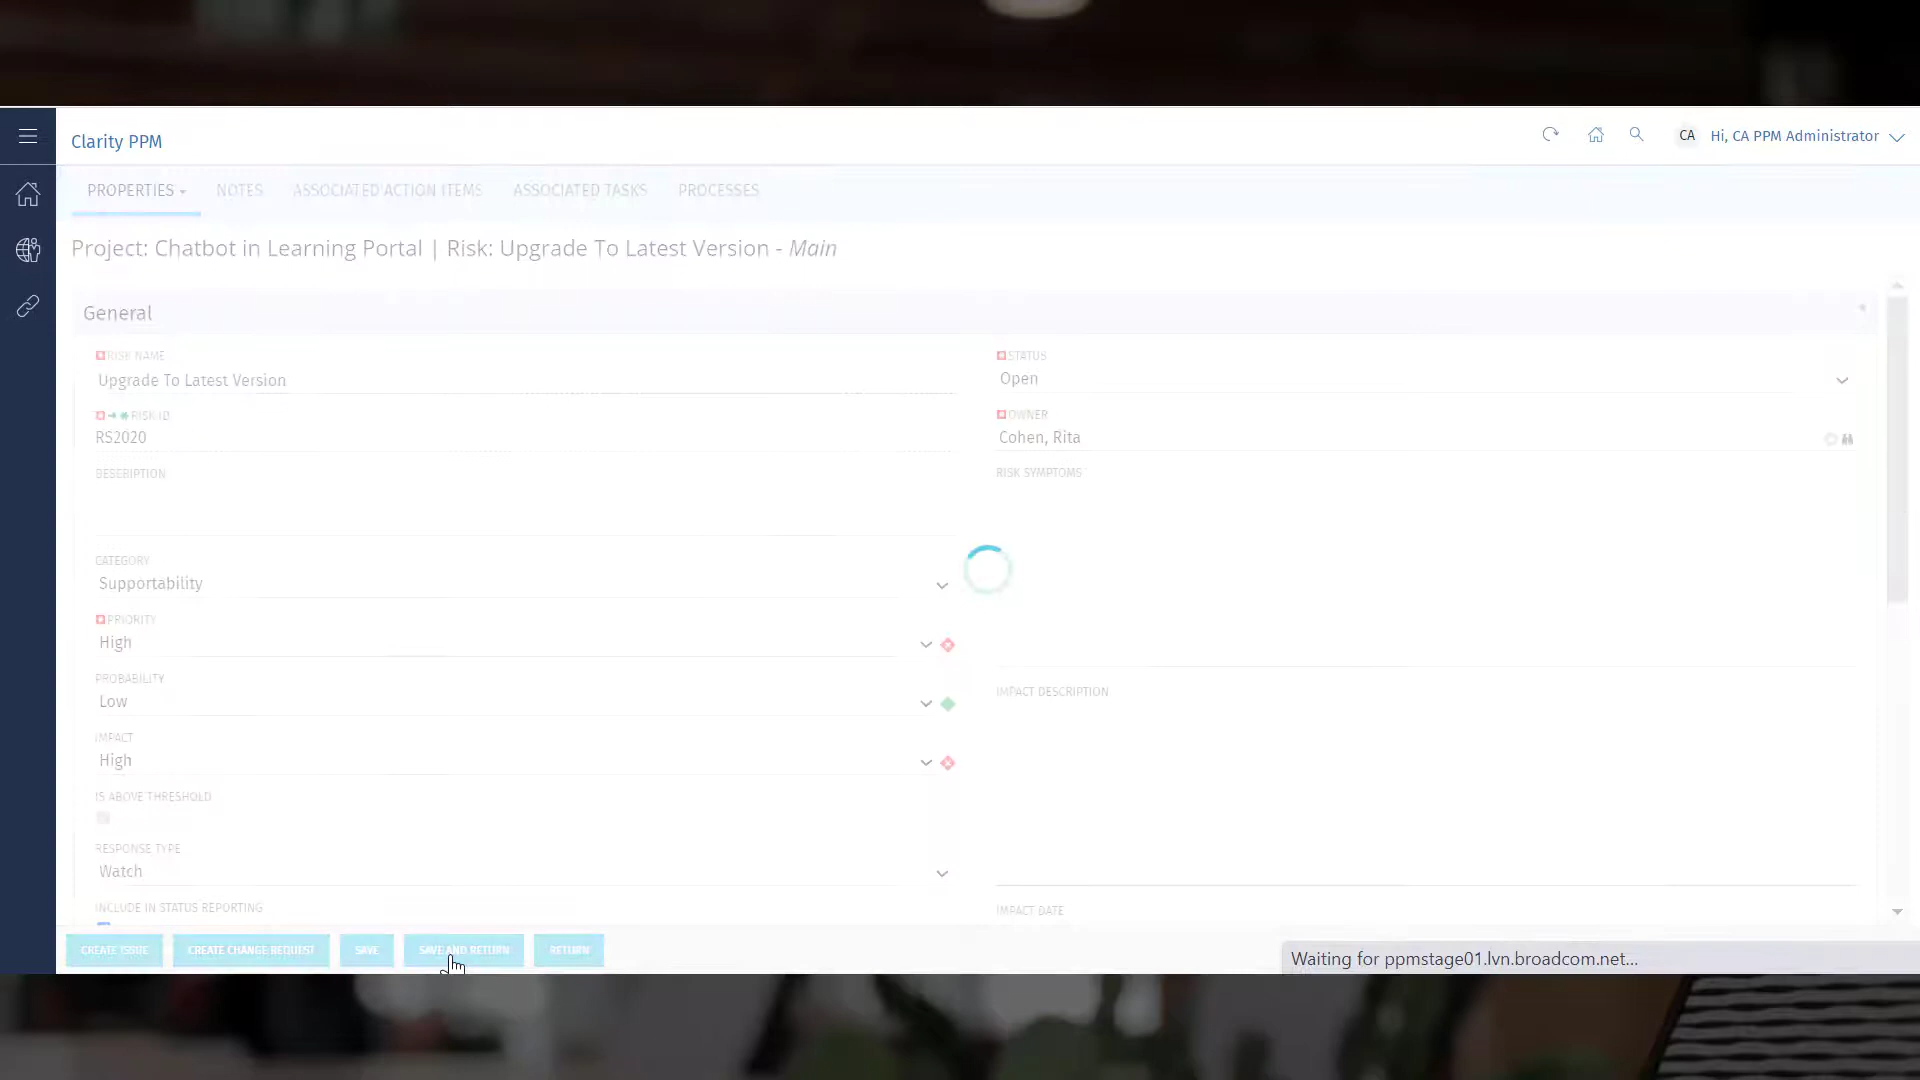 Clarity PPM
CA
Hi, CA PPM Administrator
PROPERTIES
NOTES
ASSOCIATED ACTION ITEMS
ASSOCIATED TASKS
PROCESSES
Project: Chatbot in Learning Portal | Risk: Upgrade To Latest Version - Main
General
RISK NAME
Upgrade To Latest Version
RISK ID
RS2020
DESCRIPTION
CATEGORY
Supportability
PRIORITY
High
PROBABILITY
Low
IMPACT
High
IS ABOVE THRESHOLD
RESPONSE TYPE
Watch
INCLUDE IN STATUS REPORTING
STATUS
Open
OWNER
Cohen, Rita
RISK SYMPTOMS
IMPACT DESCRIPTION
IMPACT DATE
CREATE ISSUE
CREATE CHANGE REQUEST
SAVE
SAVE AND RETURN
RETURN
Waiting for ppmstage01.lvn.broadcom.net...